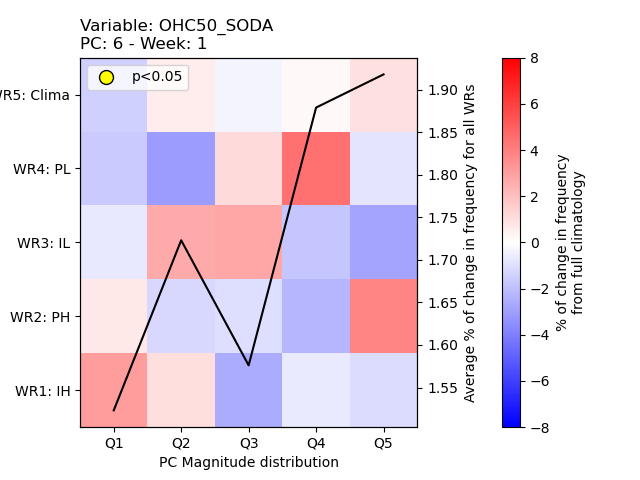 Variable: OHC50_SODA
PC: 6 - Week: 1
p<0.05
WR5: Clima
WR4: PL
WR3: IL
WR2: PH
WR1: IH
Q1 Q2 Q3 Q4 Q5
PC Magnitude distribution
1.90
1.85
1.80
1.75
1.70
1.65
1.60
1.55
Average % of change in frequency for all WRs
8
6
4
2
0
−2
−4
−6
−8
% of change in frequency
from full climatology